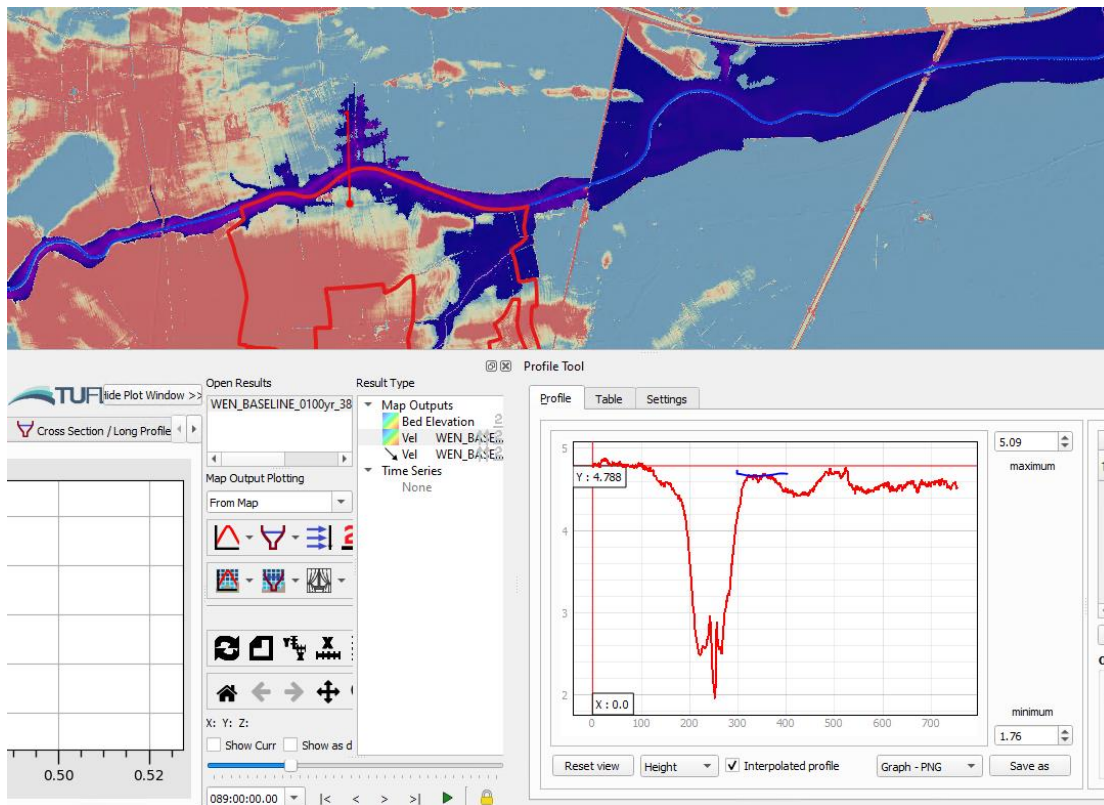 Profile Tool
TUFL
Hide Plot Window >>
Cross Section / Long Profile
Open Results
WEN_BASELINE_0100yr_38
Map Output Plotting
From Map
Result Type
Map Outputs
Bed Elevation
Vel WEN_BASE...
Vel WEN_BASE...
Time Series
None
X: Y: Z:
Show Curr
Show as d
089:00:00.00
|< < > >|
0.50 0.52
Profile Table Settings
5
4
3
2
Y : 4.788
X : 0.0
0 100 200 300 400 500 600 700
5.09
maximum
minimum
1.76
Reset view
Height
Interpolated profile
Graph - PNG
Save as